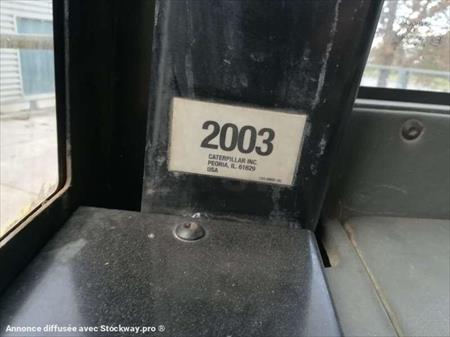 2003
CATERPILLAR INC.
PEORIA, IL 61629
USA
Annonce diffusée avec Stockway.pro ®